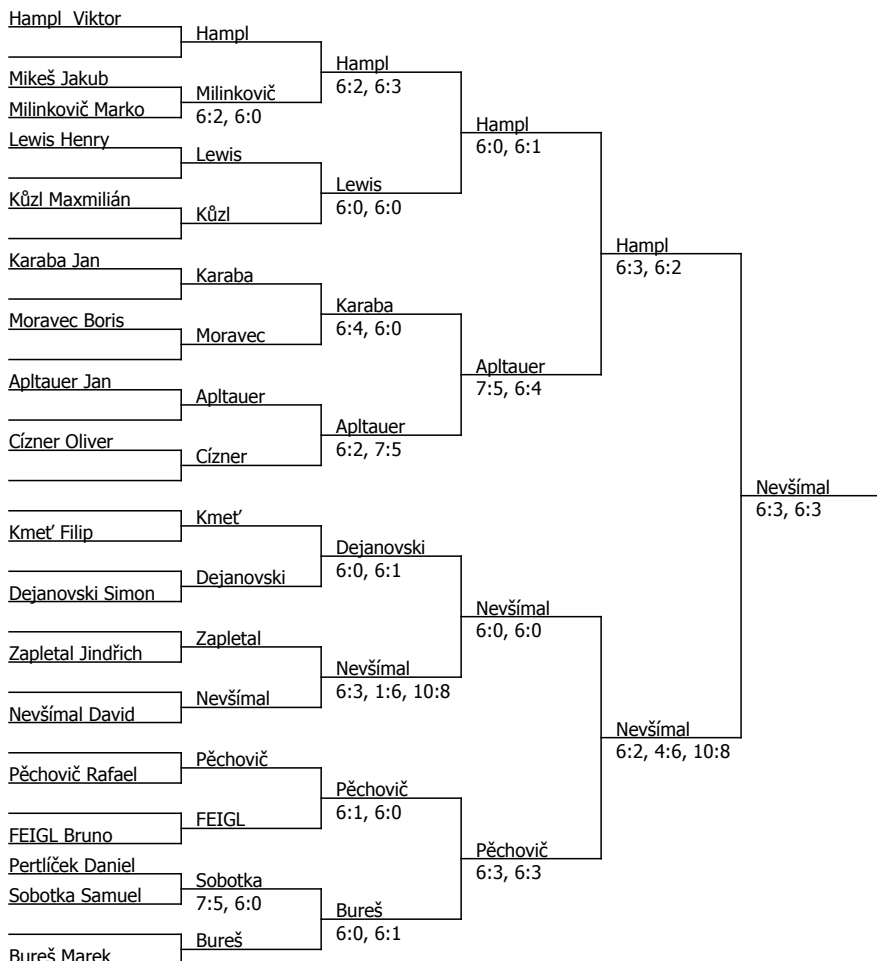 Hampl  Viktor
Mikeš Jakub
Milinkovič Marko
Lewis Henry
Kůzl Maxmilián
Karaba Jan
Moravec Boris
Apltauer Jan
Cízner Oliver
Kmeť Filip
Dejanovski Simon
Zapletal Jindřich
Nevšímal David
Pěchovič Rafael
FEIGL Bruno
Pertlíček Daniel
Sobotka Samuel
Bureš Marek
Hampl
Milinkovič
6:2, 6:0
Lewis
Kůzl
Karaba
Moravec
Apltauer
Cízner
Kmeť
Dejanovski
Zapletal
Nevšímal
Pěchovič
FEIGL
Sobotka
7:5, 6:0
Bureš
Hampl
6:2, 6:3
Lewis
6:0, 6:0
Karaba
6:4, 6:0
Apltauer
6:2, 7:5
Dejanovski
6:0, 6:1
Nevšímal
6:3, 1:6, 10:8
Pěchovič
6:1, 6:0
Bureš
6:0, 6:1
Hampl
6:0, 6:1
Apltauer
7:5, 6:4
Nevšímal
6:0, 6:0
Pěchovič
6:3, 6:3
Hampl
6:3, 6:2
Nevšímal
6:2, 4:6, 10:8
Nevšímal
6:3, 6:3